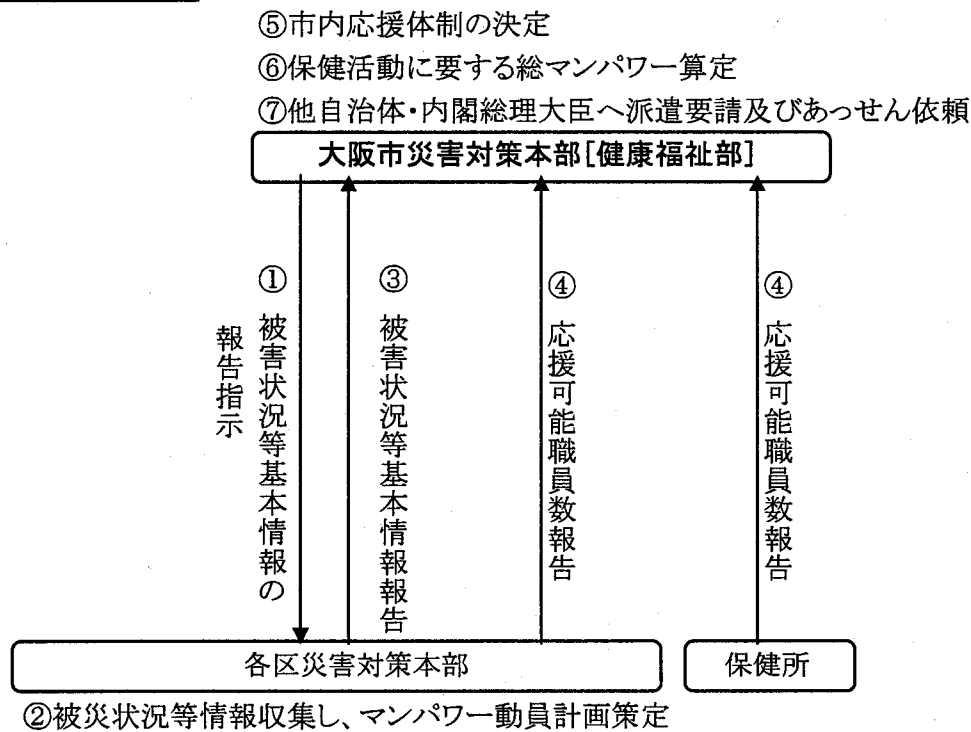 ⑤市内応援体制の決定
⑥保健活動に要する総マンパワー算定
⑦他自治体・内閣総理大臣へ派遣要請及びあっせん依頼
大阪市災害対策本部[健康福祉部]
①被害状況等基本情報の
報告指示
③被害状況等基本情報報告
④応援可能職員数報告
④応援可能職員数報告
各区災害対策本部
保健所
②被災状況等情報収集し、マンパワー動員計画策定